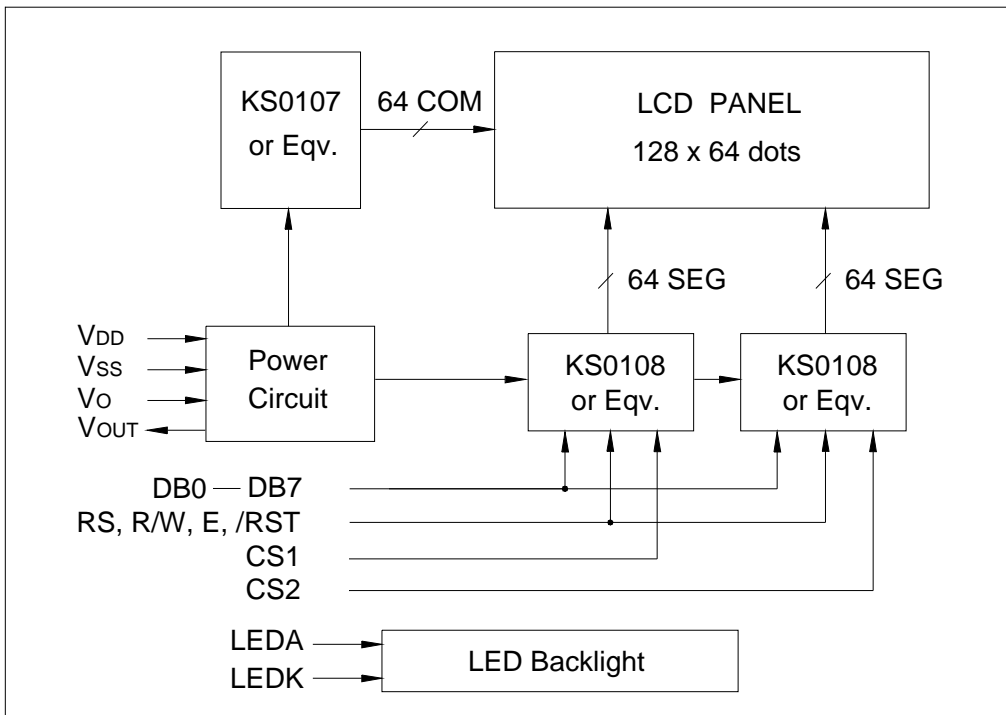 KS0107
or Eqv.
64 COM
LCD PANEL
128 x 64 dots
64 SEG
64 SEG
VDD
VSS
VO
VOUT
Power
Circuit
KS0108
or Eqv.
KS0108
or Eqv.
DB0 — DB7
RS, R/W, E, /RST
CS1
CS2
LEDA
LEDK
LED Backlight